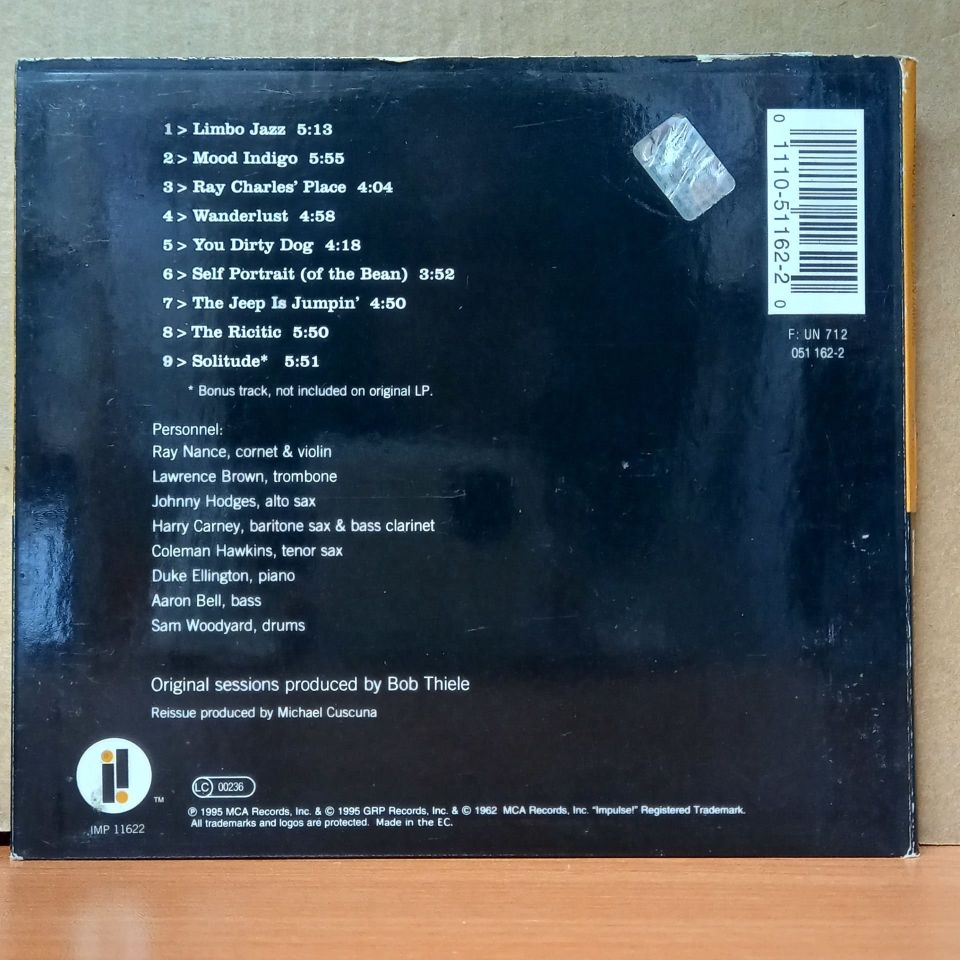 1 > Limbo Jazz 5:13
2 > Mood Indigo 5:55
3 > Ray Charles' Place 4:04
4 > Wanderlust 4:58
5 > You Dirty Dog 4:18
6 > Self Portrait (of the Bean) 3:52
7 > The Jeep Is Jumpin' 4:50
8 > The Ricitic 5:50
9 > Solitude* 5:51
* Bonus track, not included on original LP.
Personnel:
Ray Nance, cornet & violin
Lawrence Brown, trombone
Johnny Hodges, alto sax
Harry Carney, baritone sax & bass clarinet
Coleman Hawkins, tenor sax
Duke Ellington, piano
Aaron Bell, bass
Sam Woodyard, drums
Original sessions produced by Bob Thiele
Reissue produced by Michael Cuscuna
0 1110-51162-2 0
F: UN 712
051 162-2
i!
TM
IMP 11622
LC 00236
℗ 1995 MCA Records, Inc. & © 1995 GRP Records, Inc. & © 1962 MCA Records, Inc. "Impulse!" Registered Trademark.
All trademarks and logos are protected. Made in the EC.